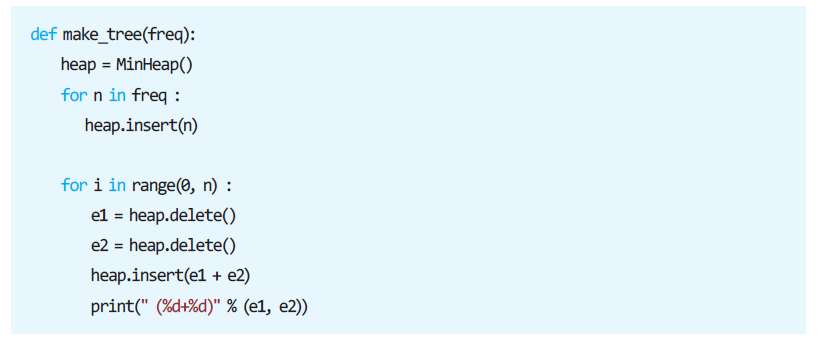 def make_tree(freq):
    heap = MinHeap()
    for n in freq :
        heap.insert(n)

    for i in range(0, n) :
        e1 = heap.delete()
        e2 = heap.delete()
        heap.insert(e1 + e2)
        print(" (%d+%d)" % (e1, e2))